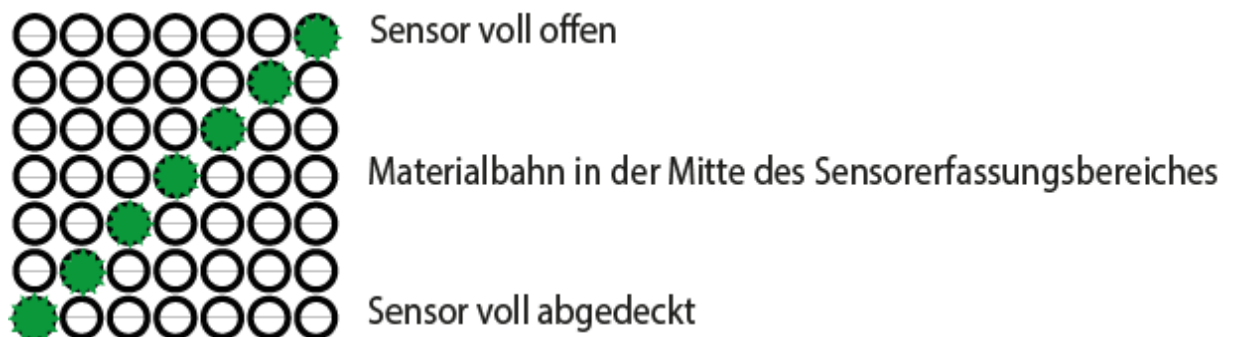 Sensor voll offen
Materialbahn in der Mitte des Sensorerfassungsbereiches
Sensor voll abgedeckt